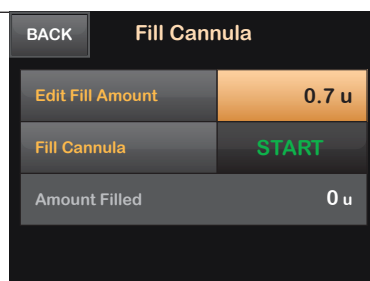 BACK Fill Cannula
Edit Fill Amount 0.7 u
Fill Cannula START
Amount Filled 0 u